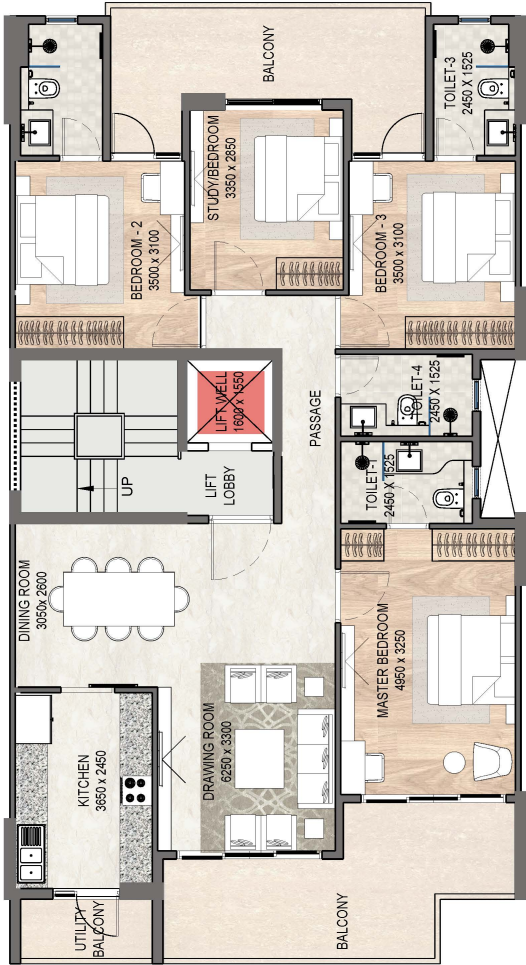 BALCONY
TOILET-3
2450 X 1525
STUDY/BEDROOM
3350 x 2850
BEDROOM - 2
3500 x 3100
BEDROOM - 3
3500 x 3100
LIFT WELL
1600 x 1550
TOILET-4
2450 X 1525
PASSAGE
UP
LIFT
LOBBY
TOILET-1
2450 X 1525
DINING ROOM
3050x 2600
MASTER BEDROOM
4950 x 3250
DRAWING ROOM
6250 x 3300
KITCHEN
3650 x 2450
UTILITY
BALCONY
BALCONY